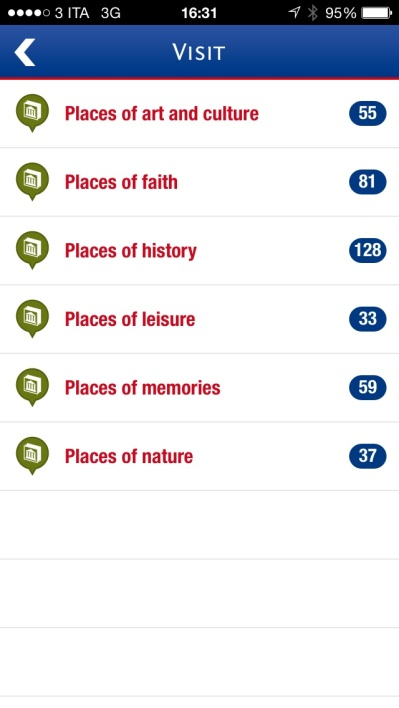 3 ITA 3G 16:31 95%
Visit
Places of art and culture 55
Places of faith 81
Places of history 128
Places of leisure 33
Places of memories 59
Places of nature 37